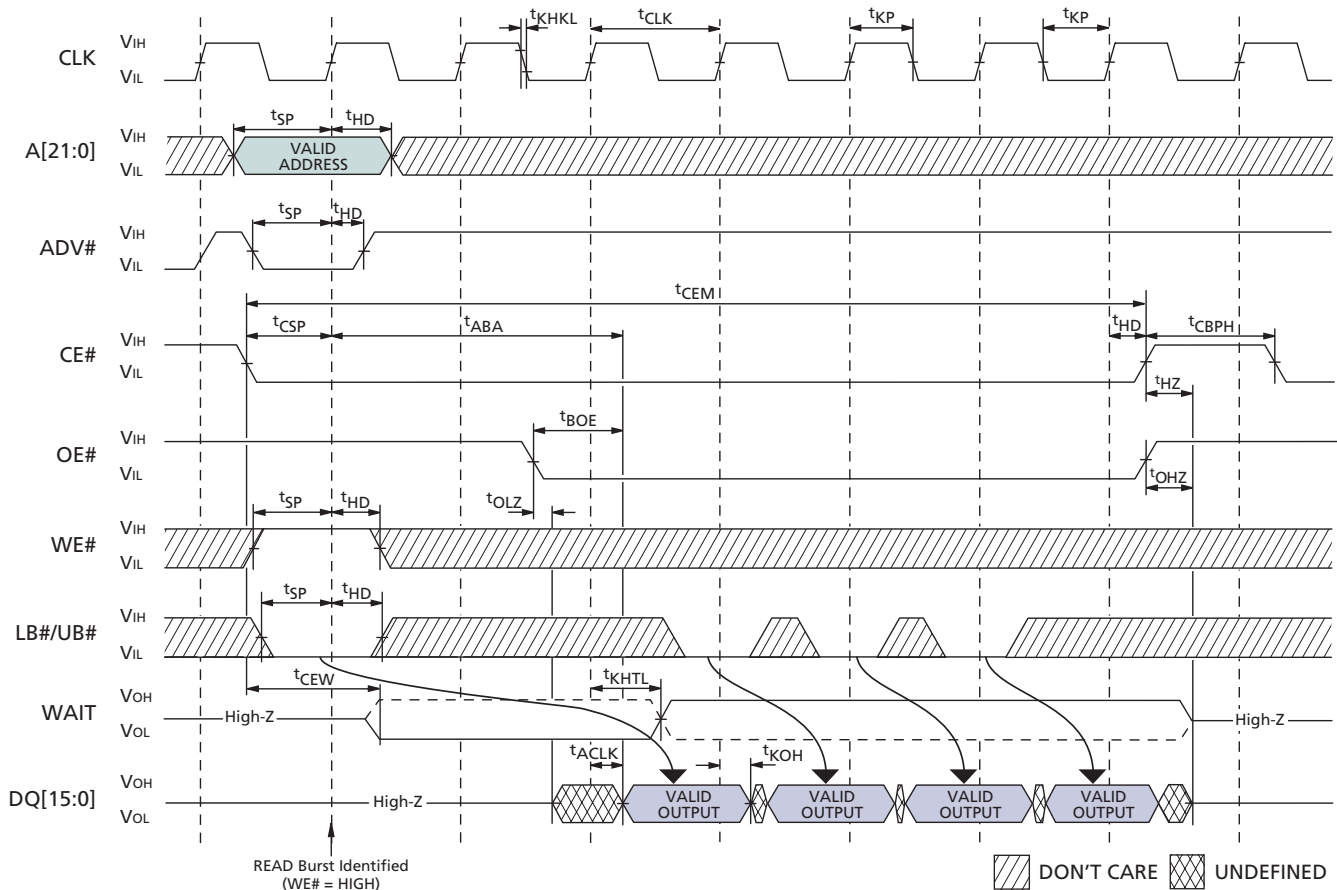 tKHKL tCLK tKP tKP
CLK VIH
VIL
tSP tHD
A[21:0] VIH
VIL
VALID
ADDRESS
tSP tHD
ADV# VIH
VIL
tCEM
tCSP tABA tHD tCBPH
CE# VIH
VIL
tHZ
tBOE
OE# VIH
VIL
tOHZ
tOLZ
tSP tHD
WE# VIH
VIL
tSP tHD
LB#/UB# VIH
VIL
tCEW tKHTL
WAIT VOH
VOL
High-Z High-Z
tACLK tKOH
DQ[15:0] VOH
VOL
High-Z
VALID
OUTPUT
VALID
OUTPUT
VALID
OUTPUT
VALID
OUTPUT
READ Burst Identified
(WE# = HIGH)
DON'T CARE UNDEFINED